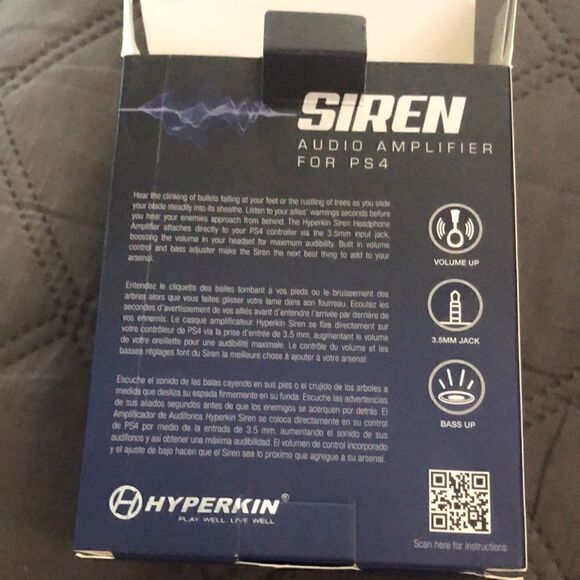 SIREN
AUDIO AMPLIFIER
FOR PS4
Hear the clinking of bullets falling at your feet or the rustling of trees as you slide
your blade steadily into its sheathe. Listen to your allies' warnings seconds before
you hear your enemies approach from behind. The Hyperkin Siren Headphone
Amplifier attaches directly to your PS4 controller via the 3.5mm input jack,
boosting the volume in your headset for maximum audibility. Built in volume
control and bass adjuster make the Siren the next best thing to add to your
arsenal.
VOLUME UP
Entendez le cliquetis des balles tombant à vos pieds ou le bruissement des
arbres alors que vous faites glisser votre lame dans son fourreau. Ecoutez les
secondes d'avertissement de vos alliés avant d'entendre l'arrivée par derrière de
vos ennemis. Le casque amplificateur Hyperkin Siren se fixe directement sur
votre contrôleur de PS4 via la prise d'entrée de 3.5 mm, augmentant le volume
de votre oreillette pour une audibilité maximale. Le contrôle du volume et les
basses réglages font du Siren la meilleure chose à ajouter à votre arsenal.
3.5MM JACK
Escuche el sonido de las balas cayendo en sus pies o el crujido de los arboles a
medida que desliza su espada firmemente en su funda. Escuche las advertencias
de sus aliados segundos antes de que los enemigos se acerquen por detrás. El
Amplificador de Audífonos Hyperkin Siren se coloca directamente en su control
de PS4 por medio de la entrada de 3.5 mm, aumentando el sonido de sus
audífonos y así obtener una máxima audibilidad. El volumen de control incorporado
y el ajuste de bajo hacen que el Siren sea lo próximo que agregue a su arsenal.
BASS UP
HYPERKIN®
PLAY WELL LIVE WELL
Scan here for instructions